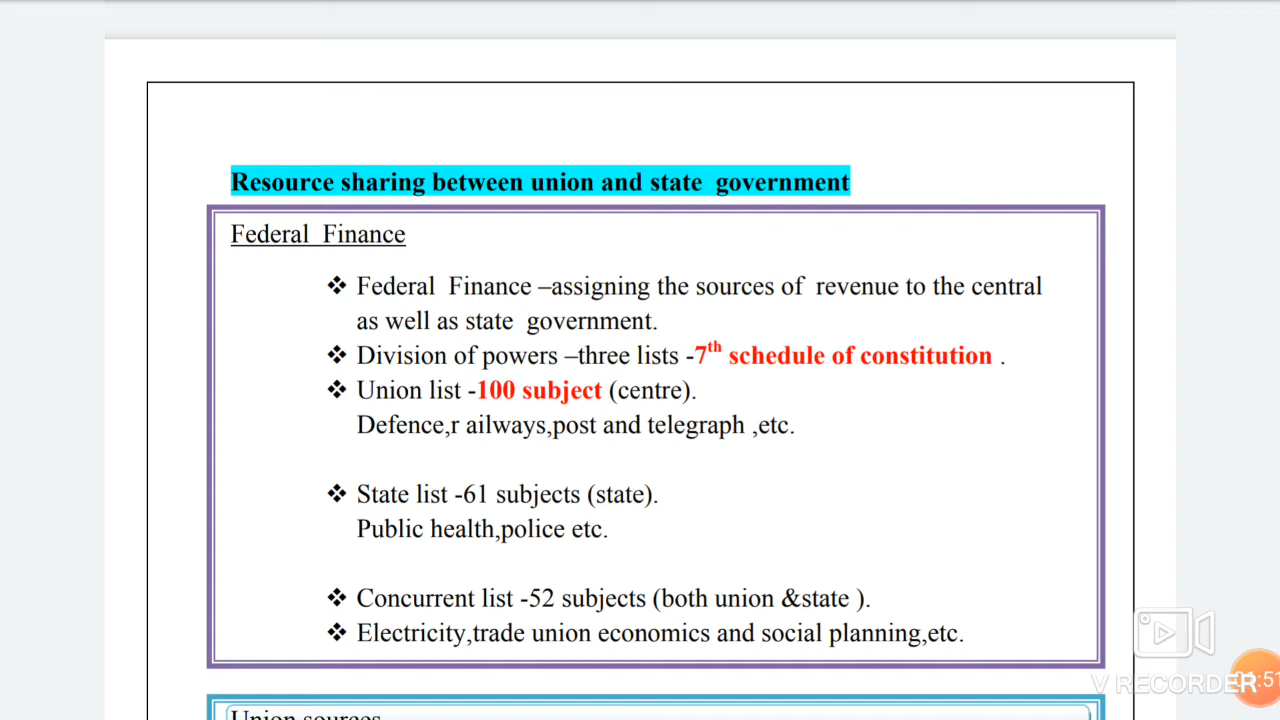 Resource sharing between union and state government
Federal Finance
❖ Federal Finance –assigning the sources of revenue to the central
as well as state government.
❖ Division of powers –three lists -7th schedule of constitution .
❖ Union list -100 subject (centre).
Defence,r ailways,post and telegraph ,etc.
❖ State list -61 subjects (state).
Public health,police etc.
❖ Concurrent list -52 subjects (both union &state ).
❖ Electricity,trade union economics and social planning,etc.
V RECORDER
Union sources